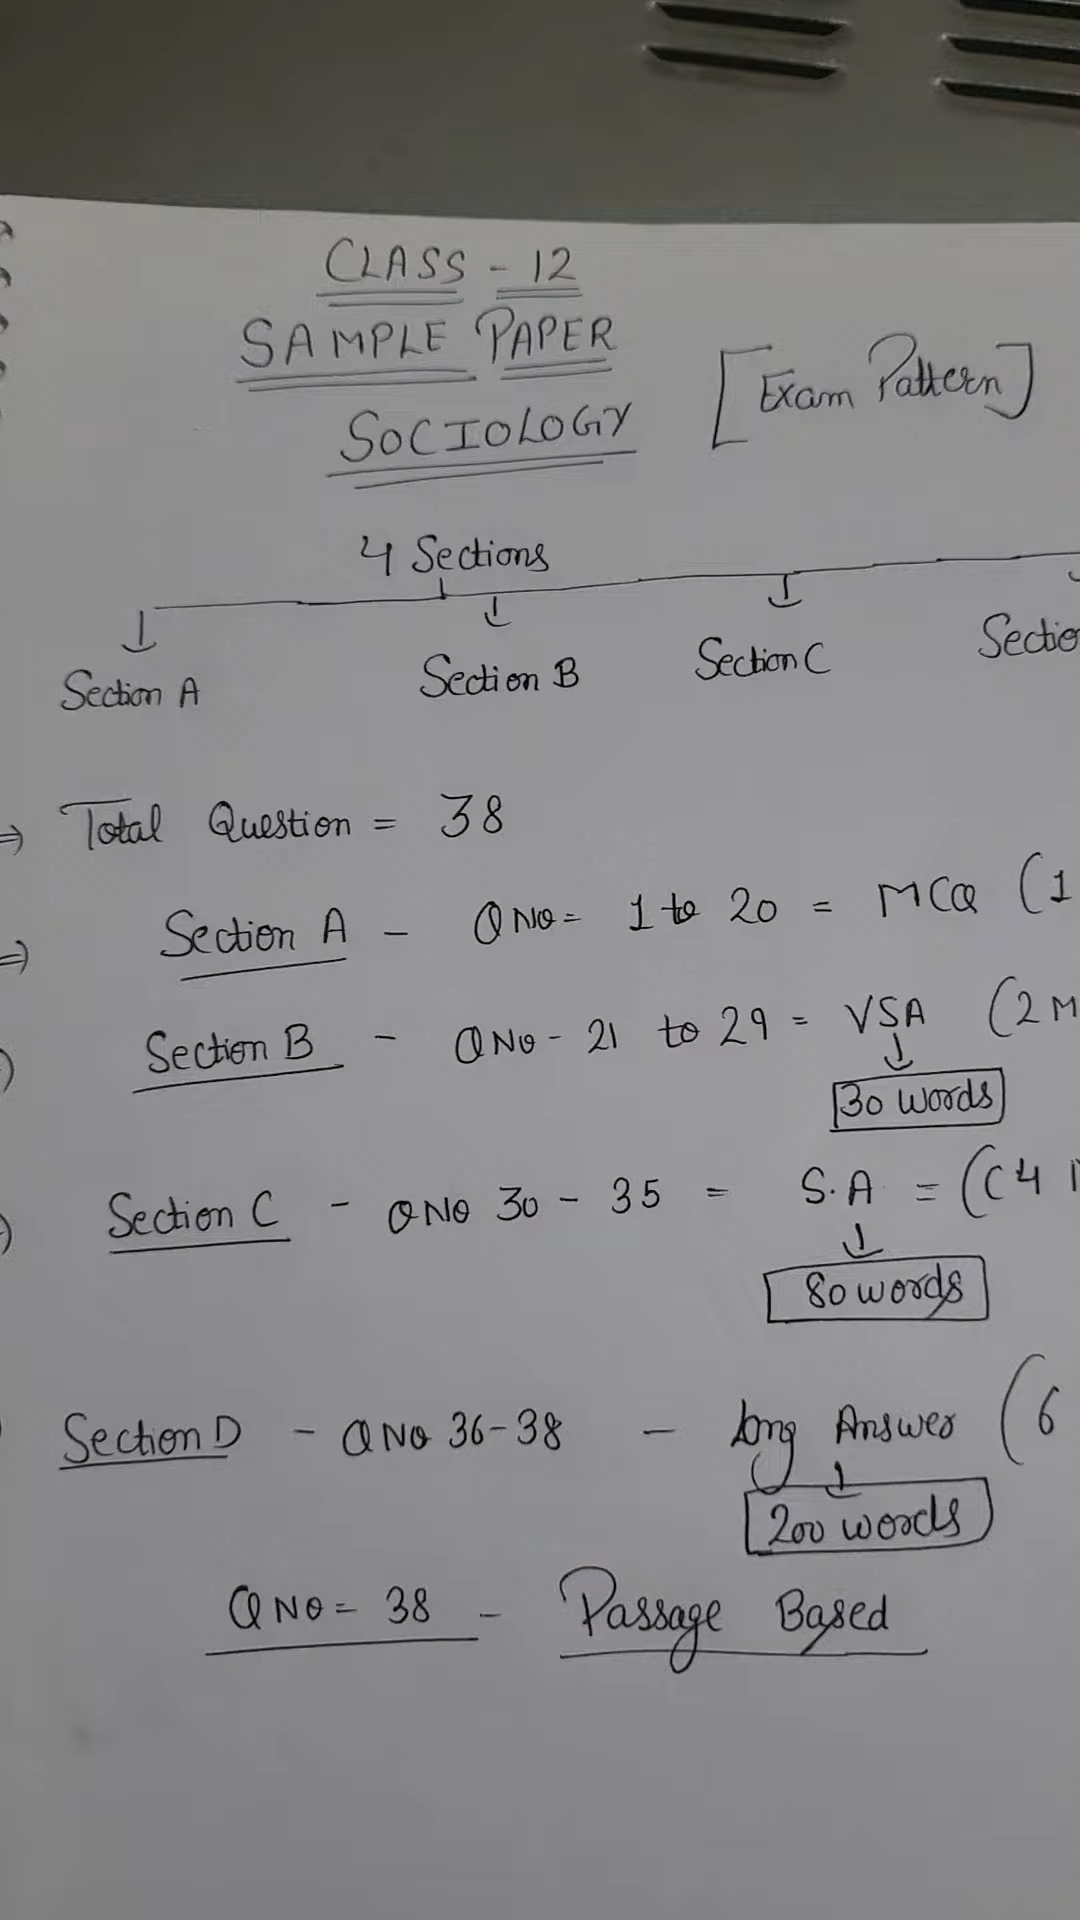 CLASS - 12
SAMPLE PAPER
SOCIOLOGY [Exam Pattern]
4 Sections
Section A Section B Section C Sectio
⇒ Total Question = 38
⇒ Section A - Q No = 1 to 20 = MCQ (1
Section B - Q No - 21 to 29 = VSA (2 M
30 words
Section C - Q No 30 - 35 = S.A = (C 4
80 words
Section D - Q No 36-38 - long Answer (6
200 words
Q No = 38 - Passage Based